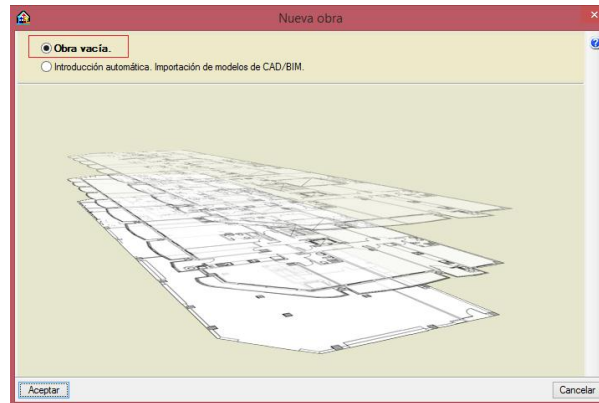 Nueva obra
Obra vacía.
Introducción automática. Importación de modelos de CAD/BIM.
Aceptar
Cancelar